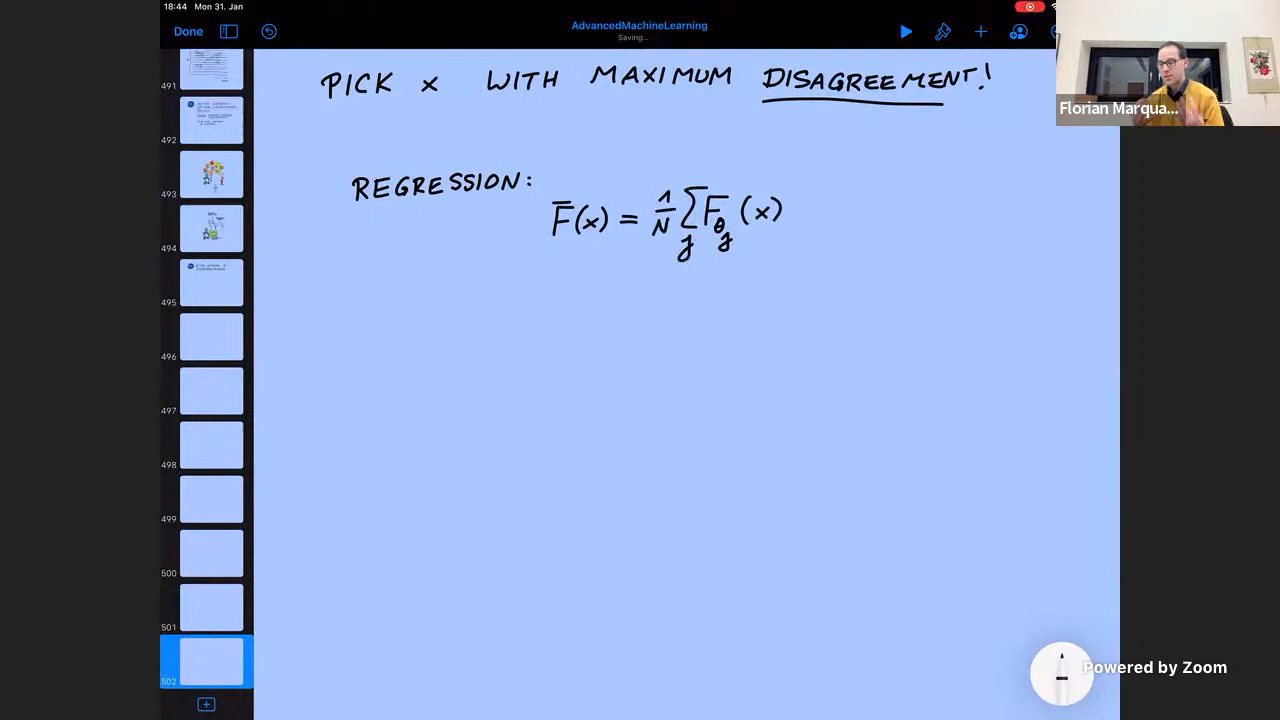 18:44 Mon 31. Jan
Done
AdvancedMachineLearning
Saving...
PICK x WITH MAXIMUM DISAGREEMENT!
REGRESSION:
F̄(x) = 1/N ∑_j F_θ_j (x)
491
492
493
494
495
496
497
498
499
500
501
502
Florian Marqua...
Powered by Zoom